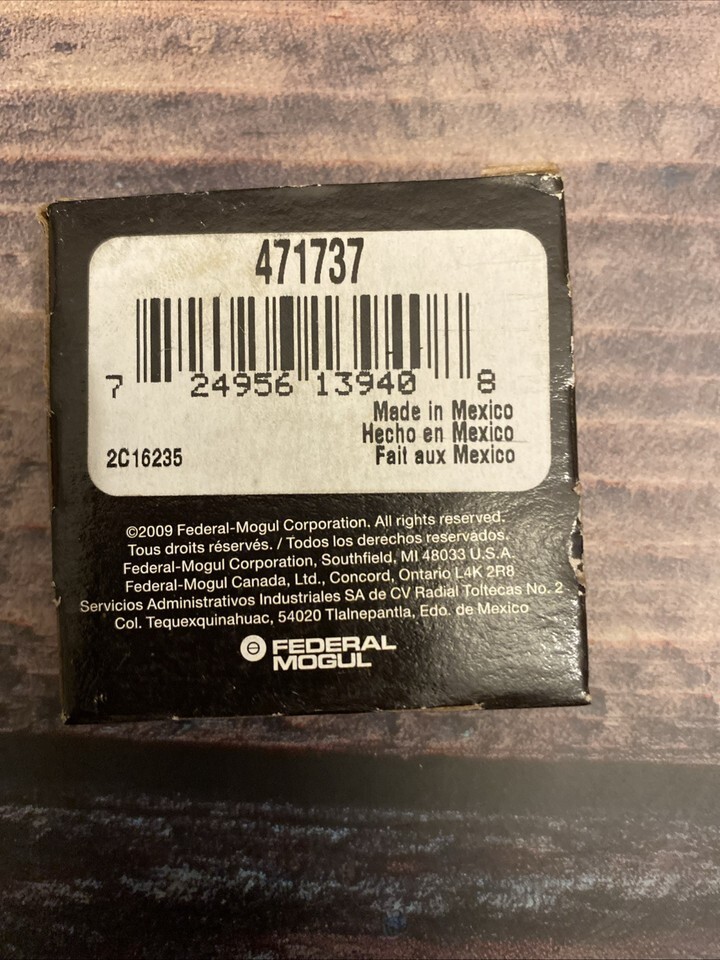 471737
7 24956 13940 8
Made in Mexico
Hecho en Mexico
2C16235 Fait aux Mexico
©2009 Federal-Mogul Corporation. All rights reserved.
Tous droits réservés. / Todos los derechos reservados.
Federal-Mogul Corporation, Southfield, MI 48033 U.S.A.
Federal-Mogul Canada, Ltd., Concord, Ontario L4K 2R8
Servicios Administrativos Industriales SA de CV Radial Toltecas No. 2
Col. Tequexquinahuac, 54020 Tlalnepantla, Edo. de Mexico
FEDERAL
MOGUL